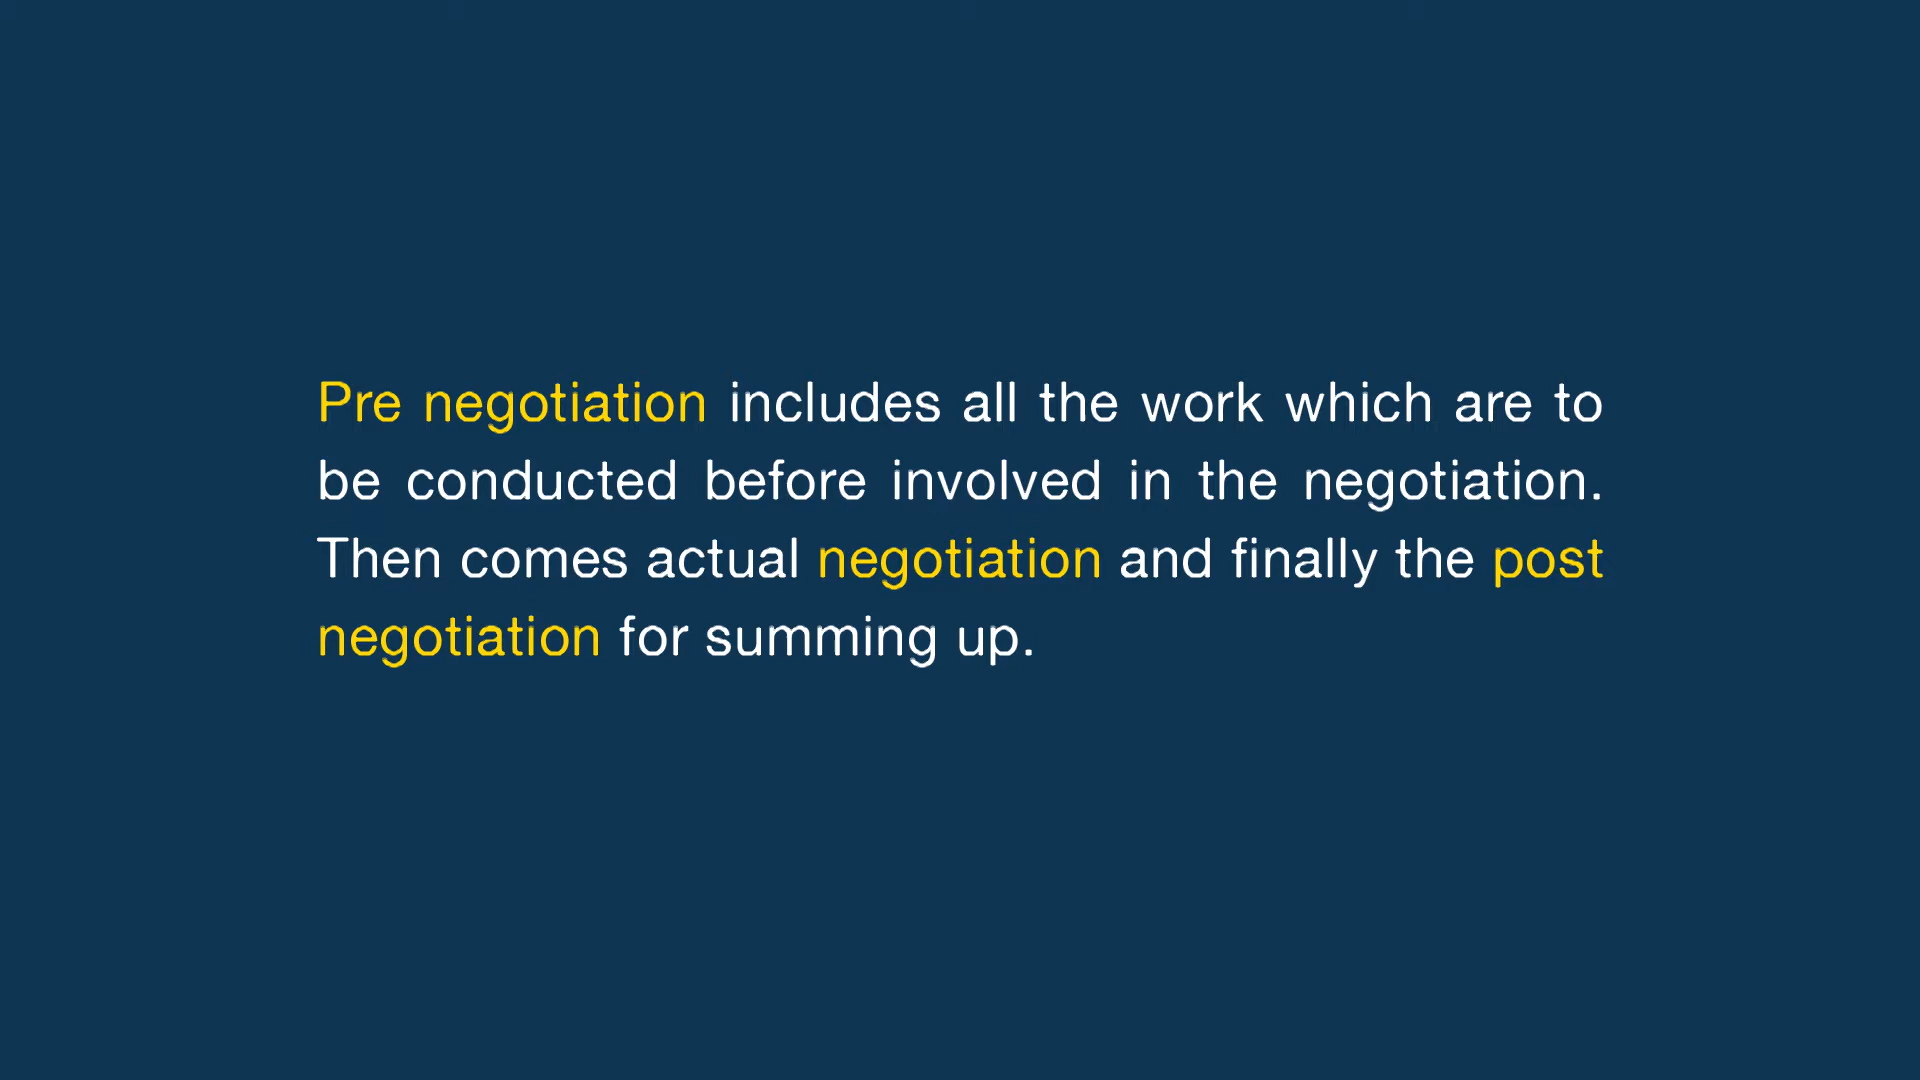 Pre negotiation includes all the work which are to
be conducted before involved in the negotiation.
Then comes actual negotiation and finally the post
negotiation for summing up.